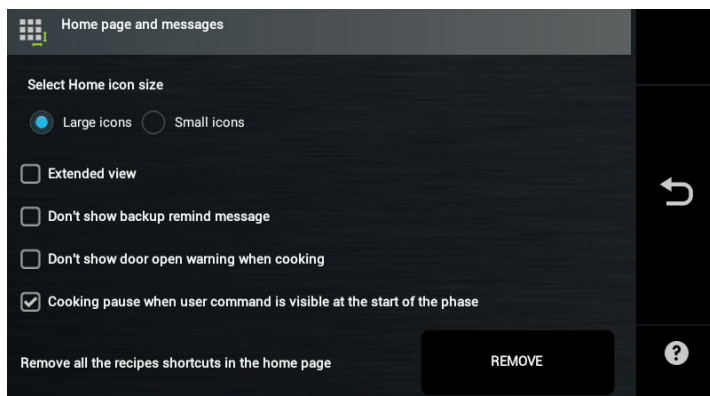 Home page and messages
Select Home icon size
Large icons Small icons
Extended view
Don't show backup remind message
Don't show door open warning when cooking
Cooking pause when user command is visible at the start of the phase
Remove all the recipes shortcuts in the home page REMOVE
?